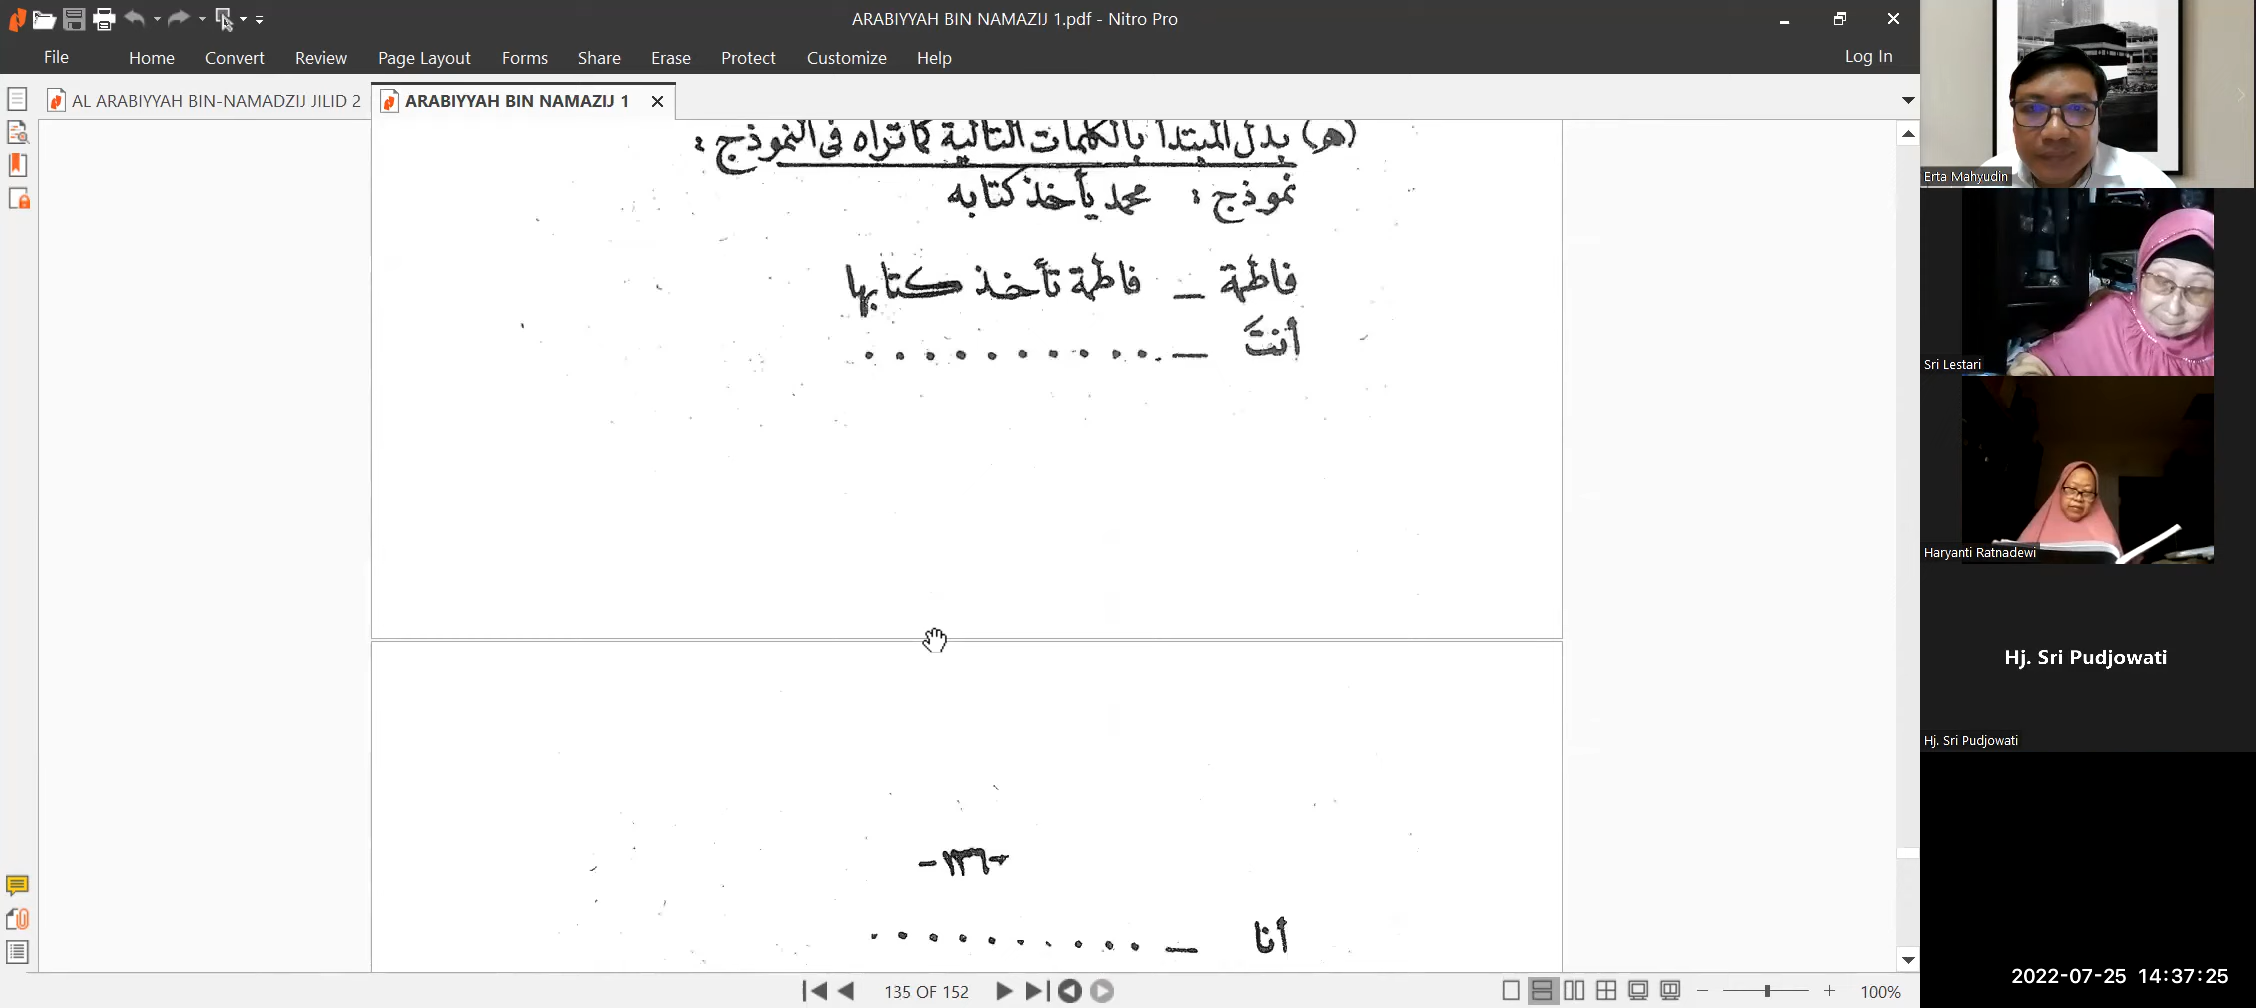 ARABIYYAH BIN NAMAZIJ 1.pdf - Nitro Pro
File Home Convert Review Page Layout Forms Share Erase Protect Customize Help Log In
AL ARABIYYAH BIN-NAMADZIJ JILID 2 ARABIYYAH BIN NAMAZIJ 1
(هـ) بدل المبتدأ بالكلمات التالية كما تراه فى النموذج :
نموذج : محمد يأخذ كتابه
فاطمة – فاطمة تأخذ كتابها
أنتَ – . . . . . . . . . . .
-١٣٦-
أنا – . . . . . . . . . .
135 OF 152
100%
Erta Mahyudin
Sri Lestari
Haryanti Ratnadewi
Hj. Sri Pudjowati
Hj. Sri Pudjowati
2022-07-25 14:37:25